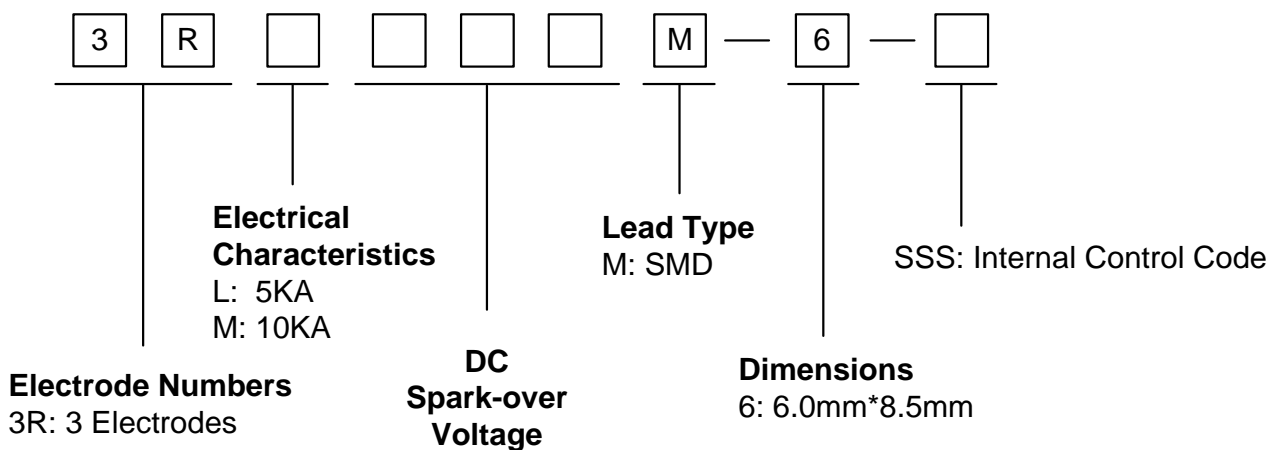 3 R M — 6 —
Electrical
Characteristics
L: 5KA
M: 10KA
Lead Type
M: SMD
SSS: Internal Control Code
Electrode Numbers
3R: 3 Electrodes
DC
Spark-over
Voltage
Dimensions
6: 6.0mm*8.5mm